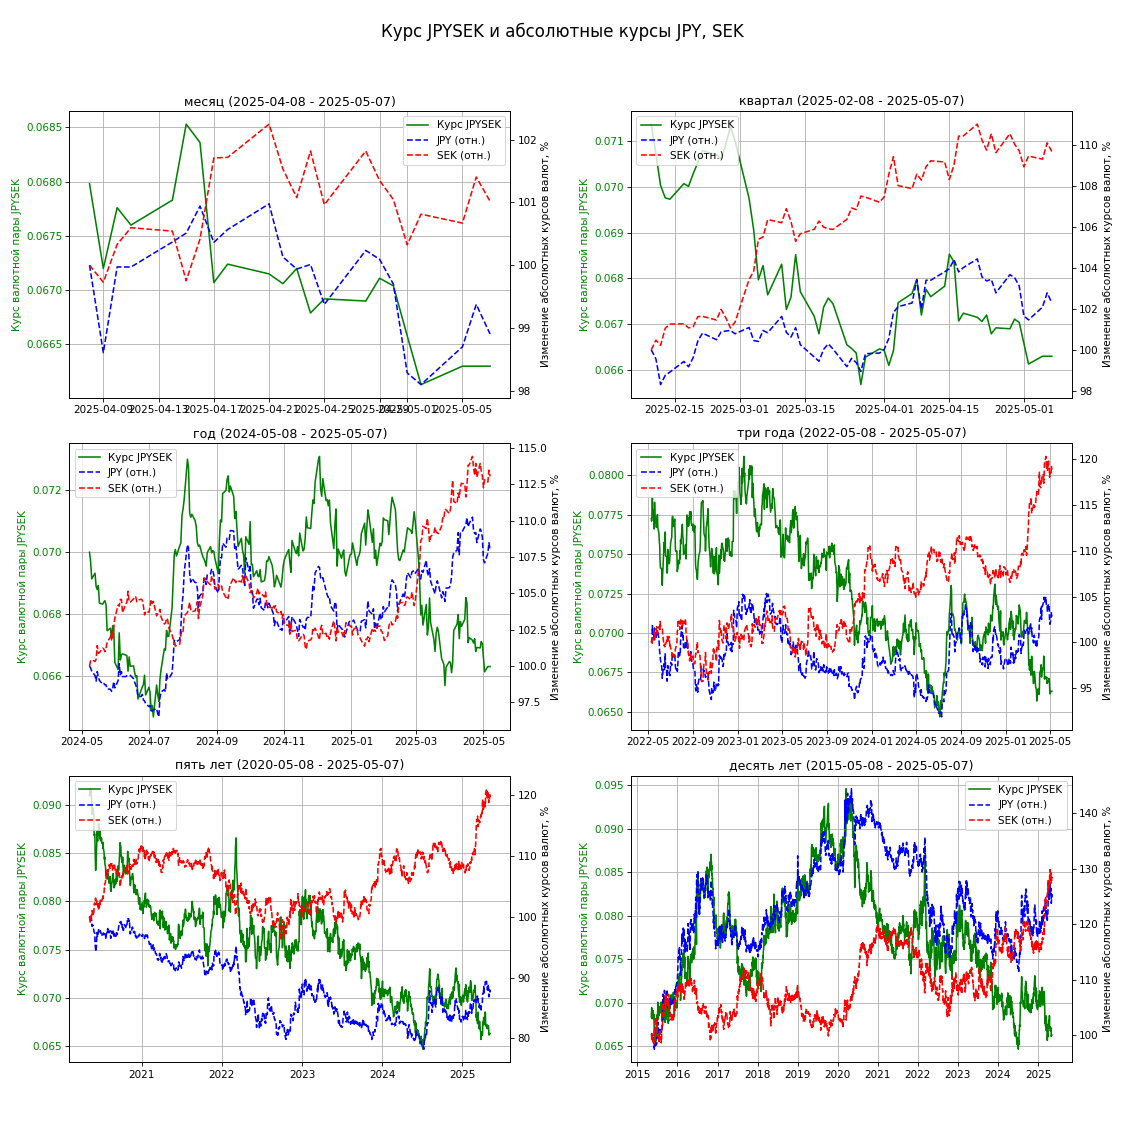 Курс JPYSEK и абсолютные курсы JPY, SEK
месяц (2025-04-08 - 2025-05-07)
Курс валютной пары JPYSEK
0.0685
0.0680
0.0675
0.0670
0.0665
Курс JPYSEK
JPY (отн.)
SEK (отн.)
102
101
100
99
98
Изменение абсолютных курсов валют, %
2025-04-09 2025-04-13 2025-04-17 2025-04-21 2025-04-25 2025-04-29 2025-05-01 2025-05-05
квартал (2025-02-08 - 2025-05-07)
Курс валютной пары JPYSEK
0.071
0.070
0.069
0.068
0.067
0.066
Курс JPYSEK
JPY (отн.)
SEK (отн.)
110
108
106
104
102
100
98
Изменение абсолютных курсов валют, %
2025-02-15 2025-03-01 2025-03-15 2025-04-01 2025-04-15 2025-05-01
год (2024-05-08 - 2025-05-07)
Курс валютной пары JPYSEK
0.072
0.070
0.068
0.066
Курс JPYSEK
JPY (отн.)
SEK (отн.)
115.0
112.5
110.0
107.5
105.0
102.5
100.0
97.5
Изменение абсолютных курсов валют, %
2024-05 2024-07 2024-09 2024-11 2025-01 2025-03 2025-05
три года (2022-05-08 - 2025-05-07)
Курс валютной пары JPYSEK
0.0800
0.0775
0.0750
0.0725
0.0700
0.0675
0.0650
Курс JPYSEK
JPY (отн.)
SEK (отн.)
120
115
110
105
100
95
Изменение абсолютных курсов валют, %
2022-05 2022-09 2023-01 2023-05 2023-09 2024-01 2024-05 2024-09 2025-01 2025-05
пять лет (2020-05-08 - 2025-05-07)
Курс валютной пары JPYSEK
0.090
0.085
0.080
0.075
0.070
0.065
Курс JPYSEK
JPY (отн.)
SEK (отн.)
120
110
100
90
80
Изменение абсолютных курсов валют, %
2021 2022 2023 2024 2025
десять лет (2015-05-08 - 2025-05-07)
Курс валютной пары JPYSEK
0.095
0.090
0.085
0.080
0.075
0.070
0.065
Курс JPYSEK
JPY (отн.)
SEK (отн.)
140
130
120
110
100
Изменение абсолютных курсов валют, %
2015 2016 2017 2018 2019 2020 2021 2022 2023 2024 2025